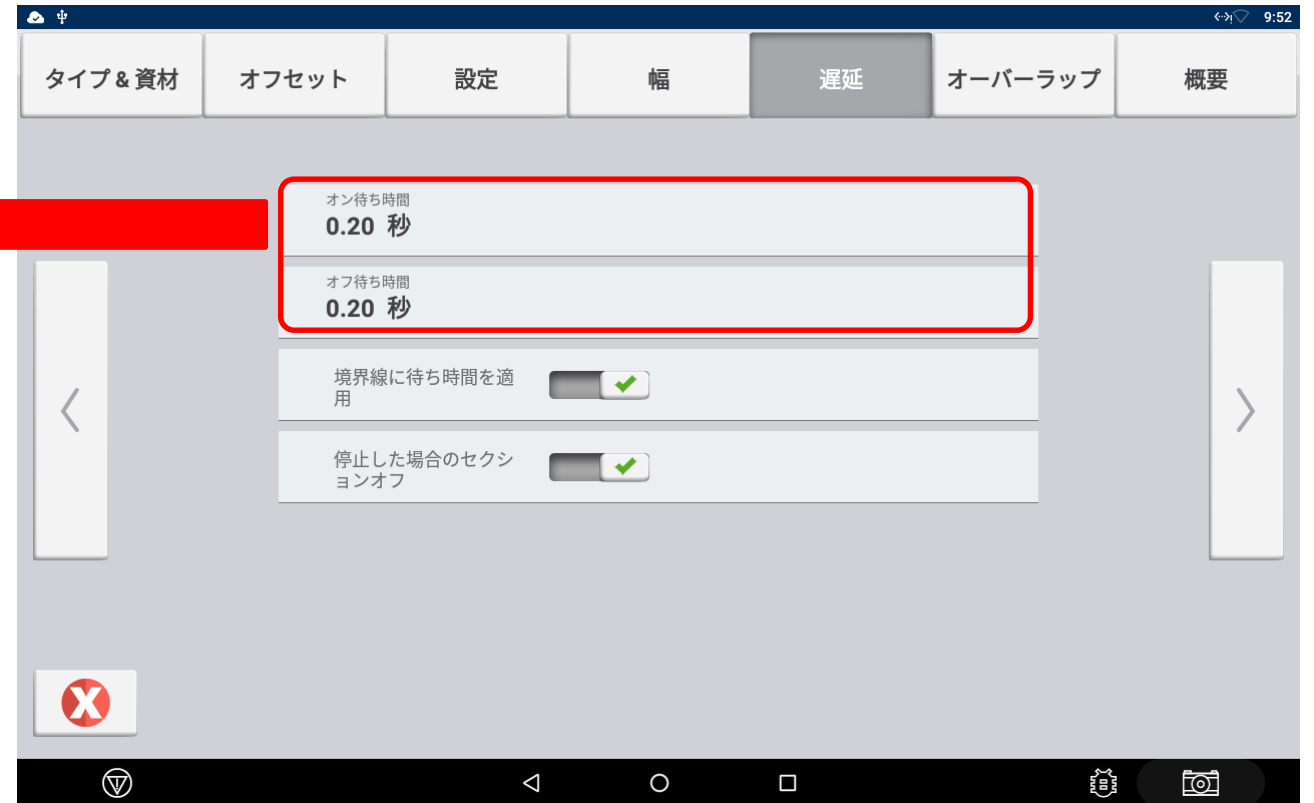 9:52
タイプ & 資材
オフセット
設定
幅
遅延
オーバーラップ
概要
オン待ち時間
0.20 秒
オフ待ち時間
0.20 秒
境界線に待ち時間を適
用
停止した場合のセクシ
ョンオフ